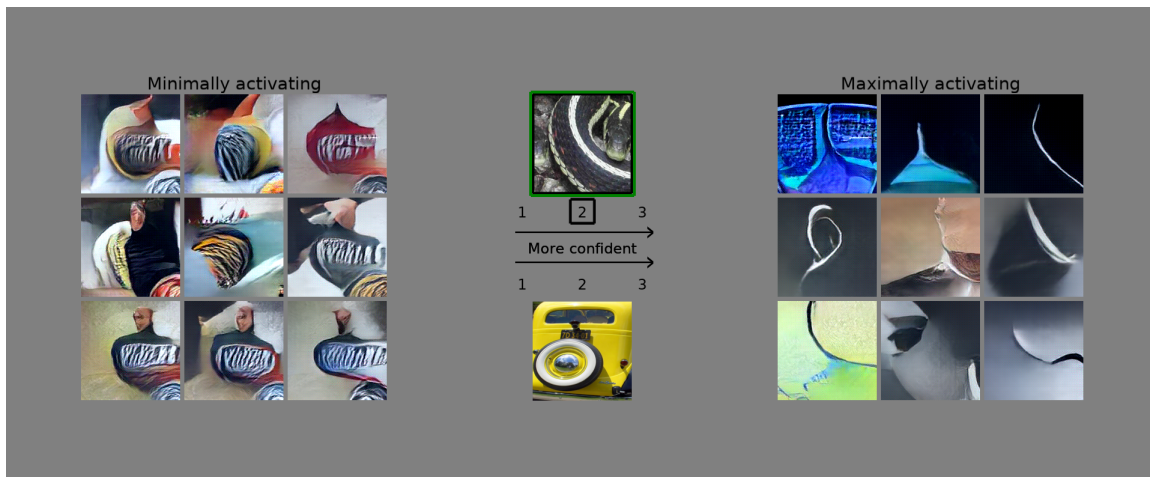 Minimally activating
Maximally activating
1 2 3
More confident
1 2 3